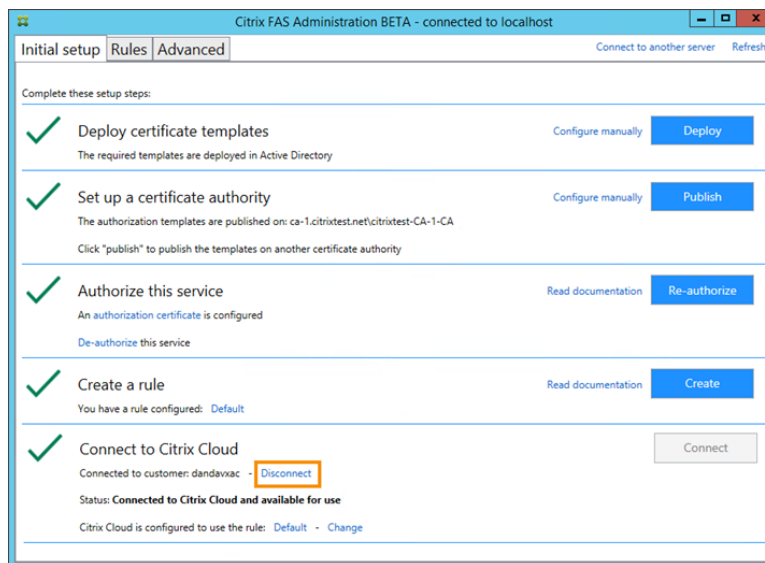 Citrix FAS Administration BETA - connected to localhost
Initial setup Rules Advanced Connect to another server Refresh
Complete these setup steps:
Deploy certificate templates Configure manually Deploy
The required templates are deployed in Active Directory
Set up a certificate authority Configure manually Publish
The authorization templates are published on: ca-1.citrixtest.net\citrixtest-CA-1-CA
Click "publish" to publish the templates on another certificate authority
Authorize this service Read documentation Re-authorize
An authorization certificate is configured
De-authorize this service
Create a rule Read documentation Create
You have a rule configured: Default
Connect to Citrix Cloud Connect
Connected to customer: dandavxac - Disconnect
Status: Connected to Citrix Cloud and available for use
Citrix Cloud is configured to use the rule: Default - Change